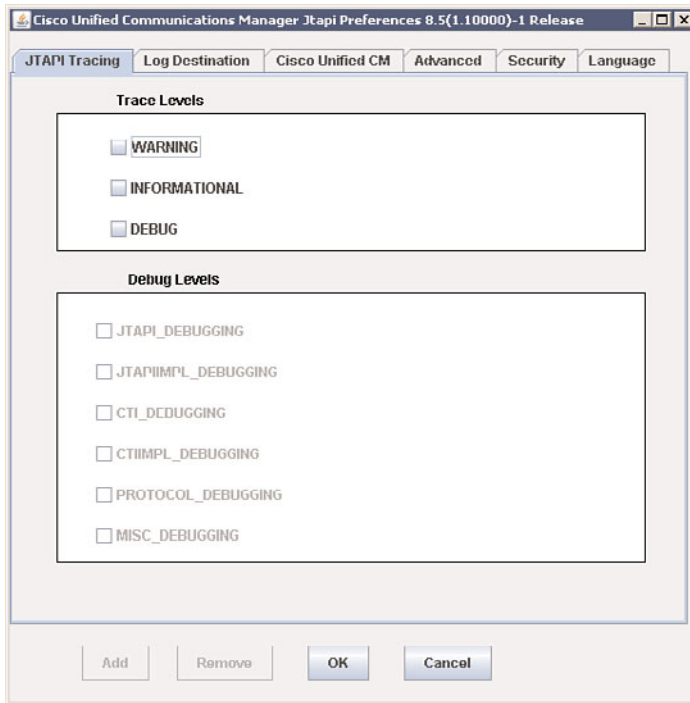 Cisco Unified Communications Manager Jtapi Preferences 8.5(1.10000)-1 Release
JTAPI Tracing Log Destination Cisco Unified CM Advanced Security Language
Trace Levels
WARNING
INFORMATIONAL
DEBUG
Debug Levels
JTAPI_DEBUGGING
JTAPIIMPL_DEBUGGING
CTI_DEBUGGING
CTIIMPL_DEBUGGING
PROTOCOL_DEBUGGING
MISC_DEBUGGING
Add Remove OK Cancel